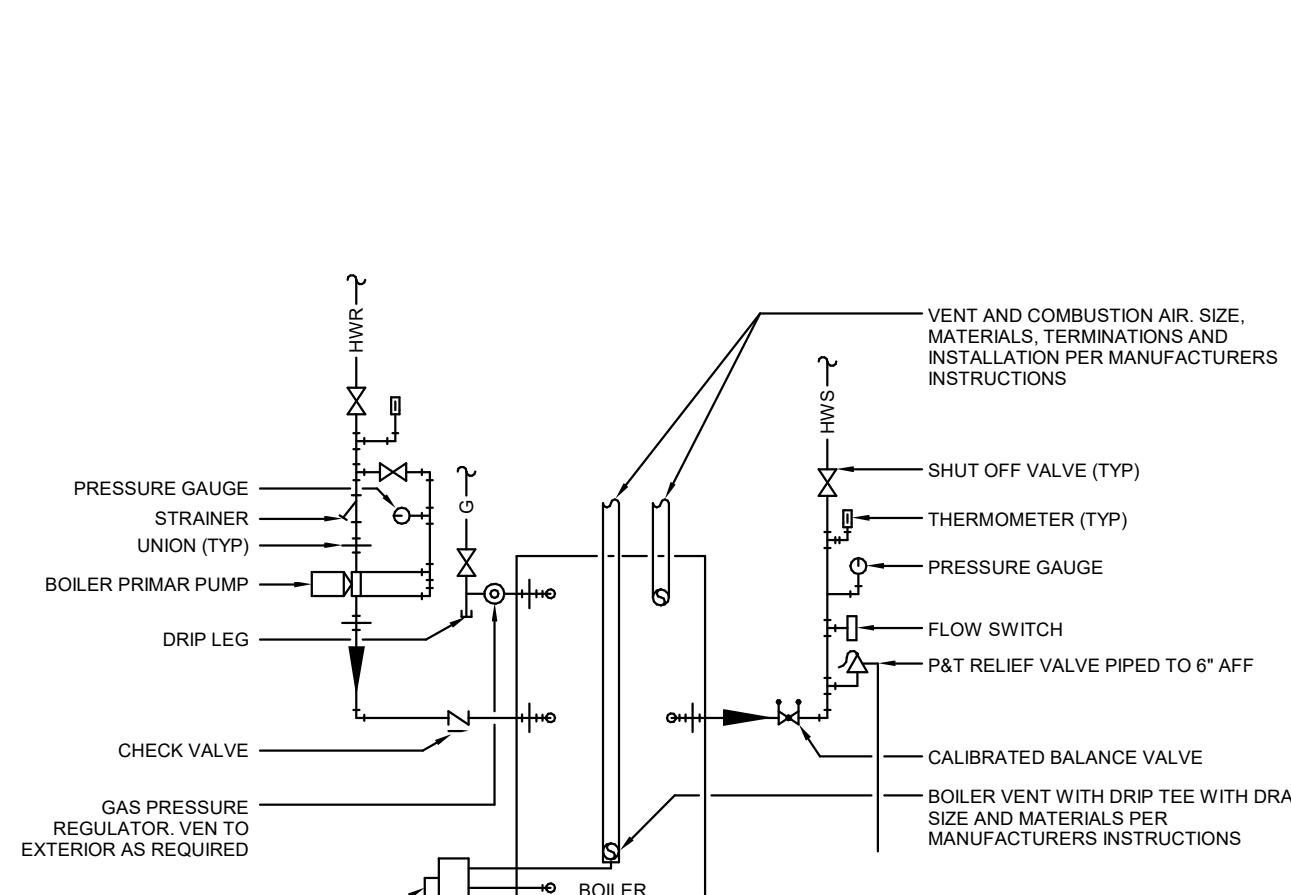 HWR
PRESSURE GAUGE
STRAINER
UNION (TYP)
BOILER PRIMAR PUMP
DRIP LEG
CHECK VALVE
GAS PRESSURE
REGULATOR. VEN TO
EXTERIOR AS REQUIRED
G
HWS
VENT AND COMBUSTION AIR. SIZE,
MATERIALS, TERMINATIONS AND
INSTALLATION PER MANUFACTURERS
INSTRUCTIONS
SHUT OFF VALVE (TYP)
THERMOMETER (TYP)
PRESSURE GAUGE
FLOW SWITCH
P&T RELIEF VALVE PIPED TO 6" AFF
CALIBRATED BALANCE VALVE
BOILER VENT WITH DRIP TEE WITH DRA
SIZE AND MATERIALS PER
MANUFACTURERS INSTRUCTIONS
BOILER